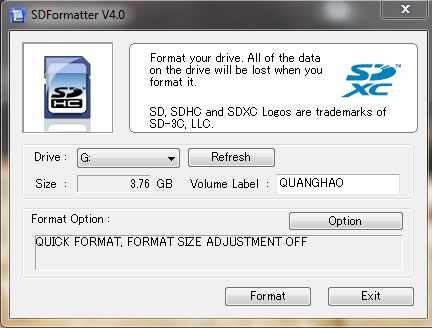 SDFormatter V4.0
Format your drive. All of the data
on the drive will be lost when you
format it.
SD, SDHC and SDXC Logos are trademarks of
SD-3C, LLC.
SD
HC
SD
XC
TM
Drive : G: Refresh
Size : 3.76 GB Volume Label : QUANGHAO
Format Option : Option
QUICK FORMAT, FORMAT SIZE ADJUSTMENT OFF
Format Exit